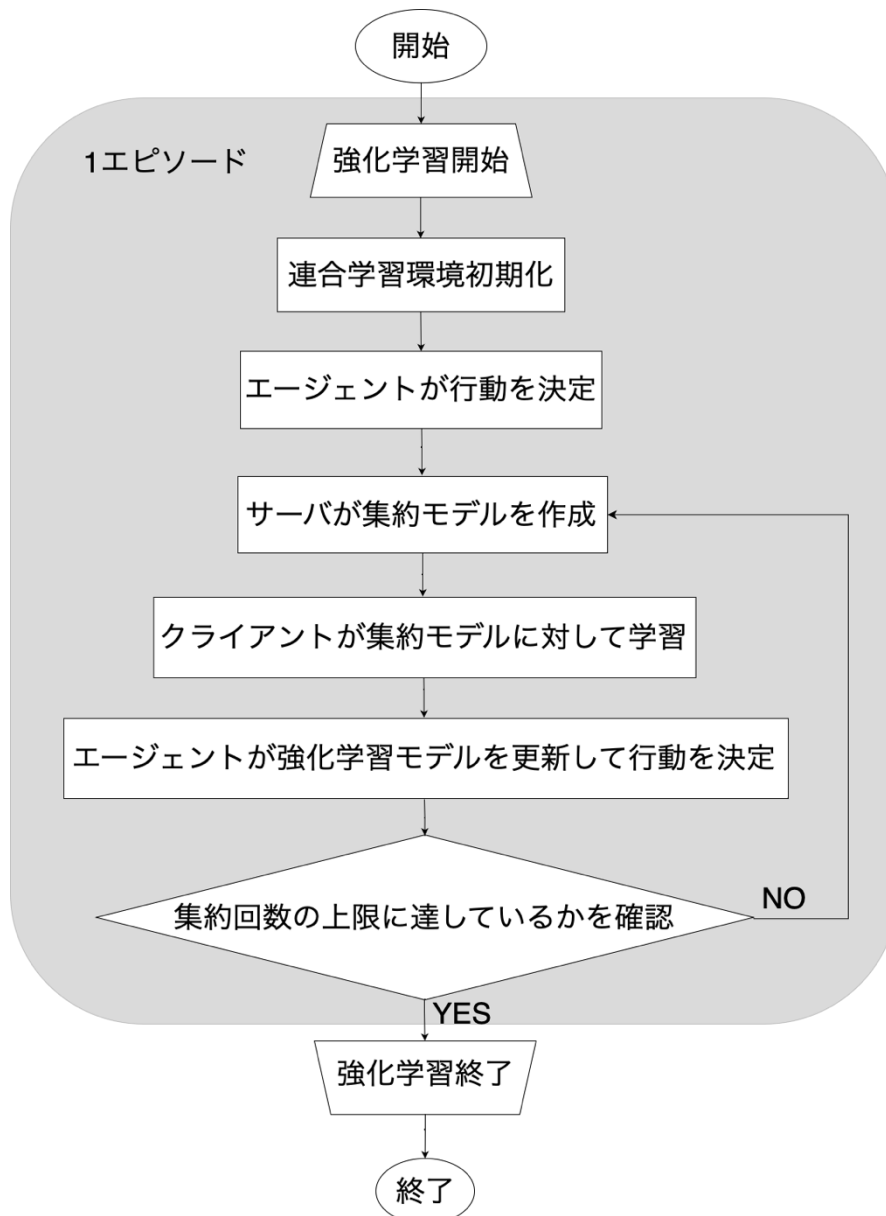 開始
1エピソード
強化学習開始
連合学習環境初期化
エージェントが行動を決定
サーバが集約モデルを作成
クライアントが集約モデルに対して学習
エージェントが強化学習モデルを更新して行動を決定
集約回数の上限に達しているかを確認
NO
YES
強化学習終了
終了